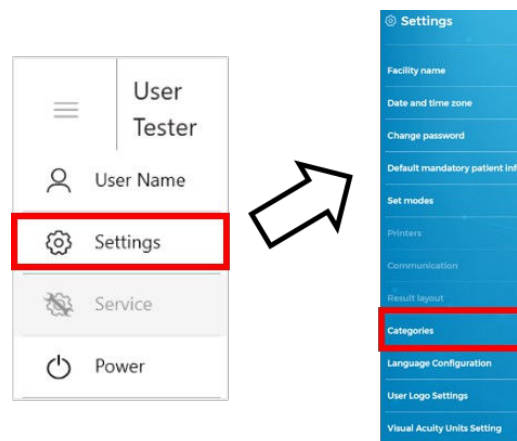 User
Tester
User Name
Settings
Service
Power
Settings
Facility name
Date and time zone
Change password
Default mandatory patient inf
Set modes
Printers
Communication
Result layout
Categories
Language Configuration
User Logo Settings
Visual Acuity Units Setting